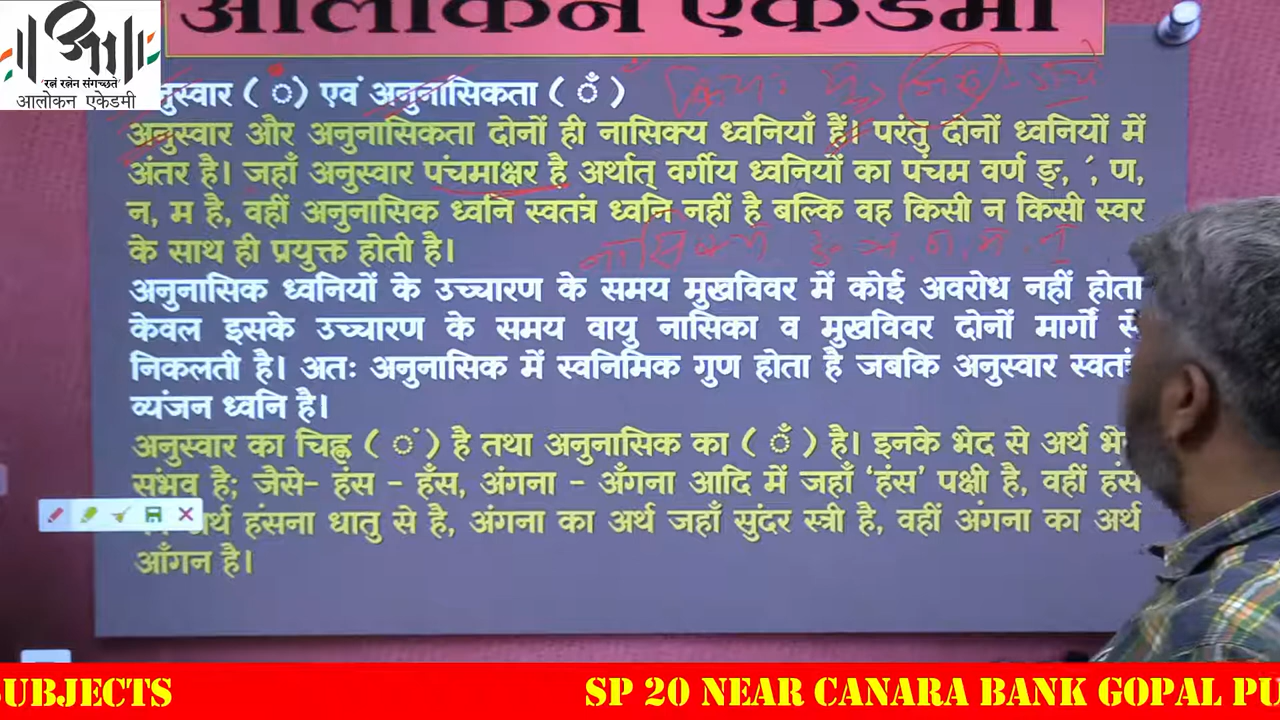 आलोकन एकेडमी
'रत्नं रत्नेन संगच्छते'
आलोकन एकेडमी
अनुस्वार ( ं ) एवं अनुनासिकता ( ँ )
अनुस्वार और अनुनासिकता दोनों ही नासिक्य ध्वनियाँ हैं। परंतु दोनों ध्वनियों में
अंतर है। जहाँ अनुस्वार पंचमाक्षर है अर्थात् वर्गीय ध्वनियों का पचंम वर्ण ङ्, ´, ण,
न, म है, वहीं अनुनासिक ध्वनि स्वतंत्र ध्वनि नहीं है बल्कि वह किसी न किसी स्वर
के साथ ही प्रयुक्त होती है।
अनुनासिक ध्वनियों के उच्चारण के समय मुखविवर में कोई अवरोध नहीं होता
केवल इसके उच्चारण के समय वायु नासिका व मुखविवर दोनों मार्गों से
निकलती है। अतः अनुनासिक में स्वनिमिक गुण होता है जबकि अनुस्वार
व्यंजन ध्वनि है।
अनुस्वार का चिह्न ( ं ) है तथा अनुनासिक का ( ँ ) है। इनके भेद से अर्थ
संभव है; जैसे- हंस - हँस, अंगना - अँगना आदि में जहाँ 'हंस' पक्षी है, वहीं हंस
अर्थ हंसना धातु से है, अंगना का अर्थ जहाँ सुंदर स्त्री है, वहीं अंगना का अर्थ
आँगन है।
UBJECTS SP 20 NEAR CANARA BANK GOPAL PU